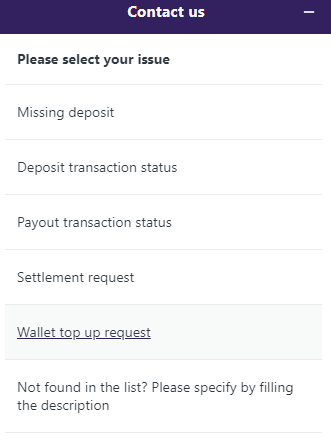 Contact us
Please select your issue
Missing deposit
Deposit transaction status
Payout transaction status
Settlement request
Wallet top up request
Not found in the list? Please specify by filling
the description